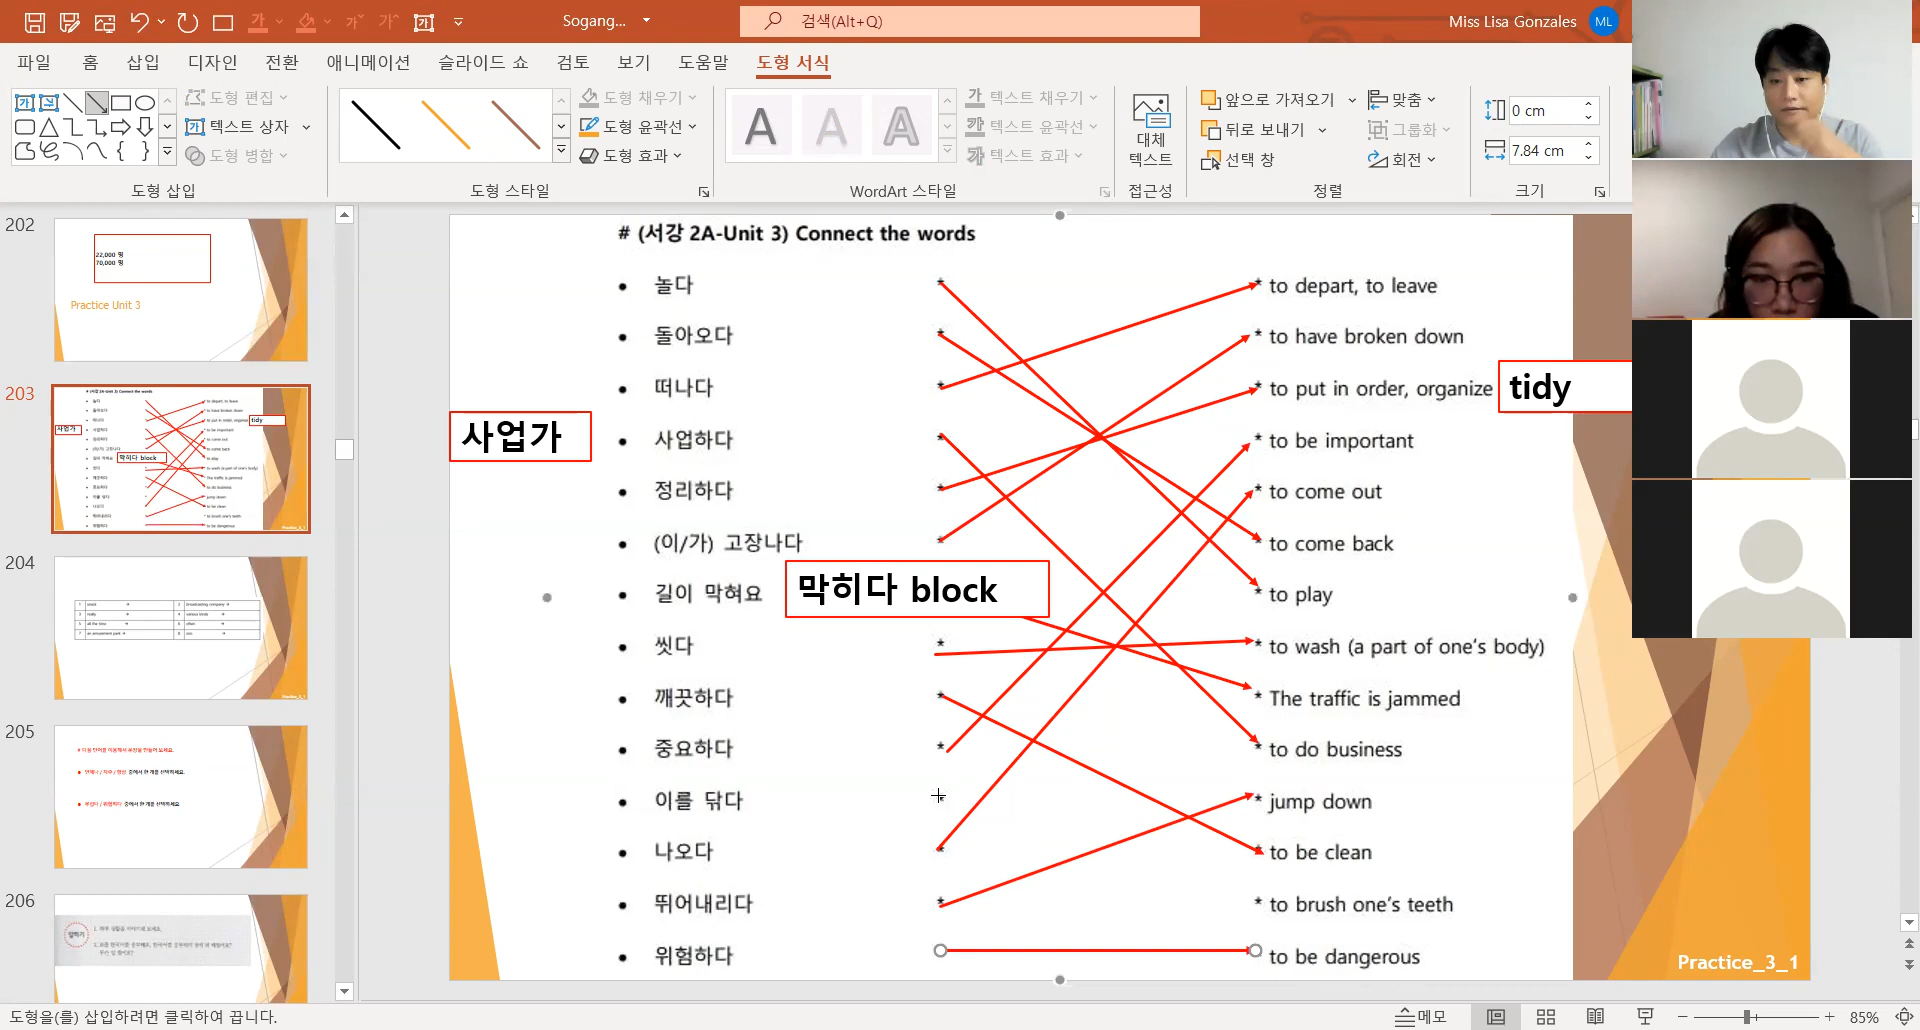 Sogang...
검색(Alt+Q)
Miss Lisa Gonzales
ML
파일 홈 삽입 디자인 전환 애니메이션 슬라이드 쇼 검토 보기 도움말 도형 서식
도형 편집
텍스트 상자
도형 병합
도형 삽입
도형 채우기
도형 윤곽선
도형 효과
도형 스타일
텍스트 채우기
텍스트 윤곽선
텍스트 효과
WordArt 스타일
대체
텍스트
접근성
앞으로 가져오기
뒤로 보내기
선택 창
맞춤
그룹화
회전
정렬
0 cm
7.84 cm
크기
202
22,000 명
70,000 명
Practice Unit 3
203
204
205
206
# (서강 2A-Unit 3) Connect the words
• 놀다 * * to depart, to leave
• 돌아오다 * * to have broken down
• 떠나다 * * to put in order, organize
tidy
사업가
• 사업하다 * * to be important
• 정리하다 * * to come out
• (이/가) 고장나다 * * to come back
• 길이 막혀요 * to play
막히다 block
• 씻다 * * to wash (a part of one's body)
• 깨끗하다 * * The traffic is jammed
• 중요하다 * * to do business
• 이를 닦다 * * jump down
• 나오다 * * to be clean
• 뛰어내리다 * * to brush one's teeth
• 위험하다 * to be dangerous
Practice_3_1
도형을(를) 삽입하려면 클릭하여 끕니다.
메모
85%